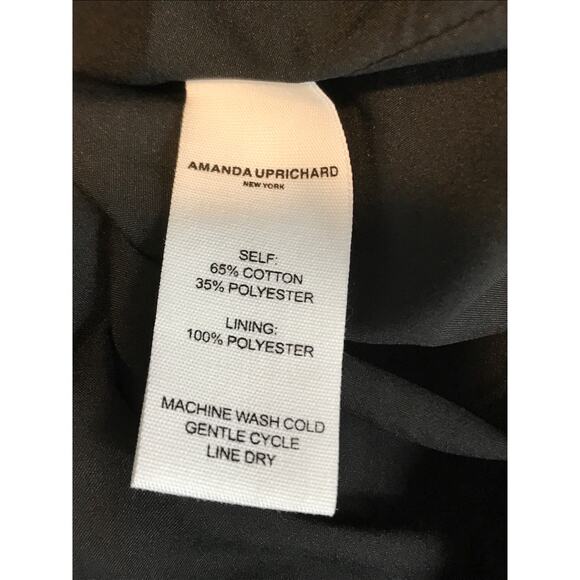 AMANDA UPRICHARD
NEW YORK
SELF:
65% COTTON
35% POLYESTER
LINING:
100% POLYESTER
MACHINE WASH COLD
GENTLE CYCLE
LINE DRY